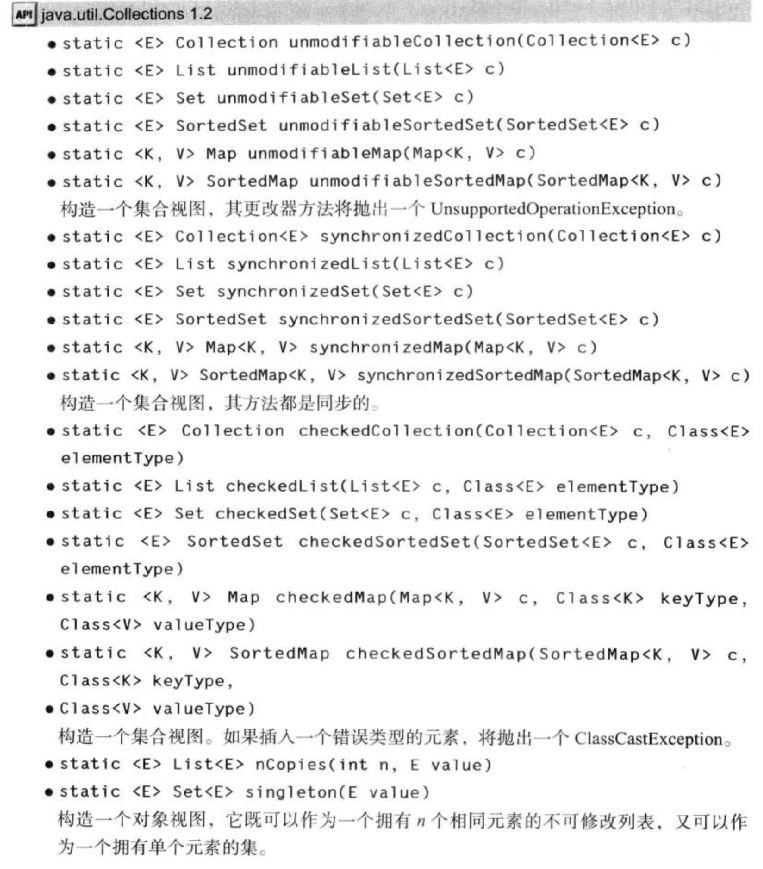 API java.util.Collections 1.2
• static <E> Collection unmodifiableCollection(Collection<E> c)
• static <E> List unmodifiableList(List<E> c)
• static <E> Set unmodifiableSet(Set<E> c)
• static <E> SortedSet unmodifiableSortedSet(SortedSet<E> c)
• static <K, V> Map unmodifiableMap(Map<K, V> c)
• static <K, V> SortedMap unmodifiableSortedMap(SortedMap<K, V> c)
构造一个集合视图，其更改器方法将抛出一个 UnsupportedOperationException。
• static <E> Collection<E> synchronizedCollection(Collection<E> c)
• static <E> List synchronizedList(List<E> c)
• static <E> Set synchronizedSet(Set<E> c)
• static <E> SortedSet synchronizedSortedSet(SortedSet<E> c)
• static <K, V> Map<K, V> synchronizedMap(Map<K, V> c)
• static <K, V> SortedMap<K, V> synchronizedSortedMap(SortedMap<K, V> c)
构造一个集合视图，其方法都是同步的。
• static <E> Collection checkedCollection(Collection<E> c, Class<E>
elementType)
• static <E> List checkedList(List<E> c, Class<E> elementType)
• static <E> Set checkedSet(Set<E> c, Class<E> elementType)
• static <E> SortedSet checkedSortedSet(SortedSet<E> c, Class<E>
elementType)
• static <K, V> Map checkedMap(Map<K, V> c, Class<K> keyType,
Class<V> valueType)
• static <K, V> SortedMap checkedSortedMap(SortedMap<K, V> c,
Class<K> keyType,
• Class<V> valueType)
构造一个集合视图。如果插入一个错误类型的元素，将抛出一个 ClassCastException。
• static <E> List<E> nCopies(int n, E value)
• static <E> Set<E> singleton(E value)
构造一个对象视图，它既可以作为一个拥有 n 个相同元素的不可修改列表，又可以作
为一个拥有单个元素的集。